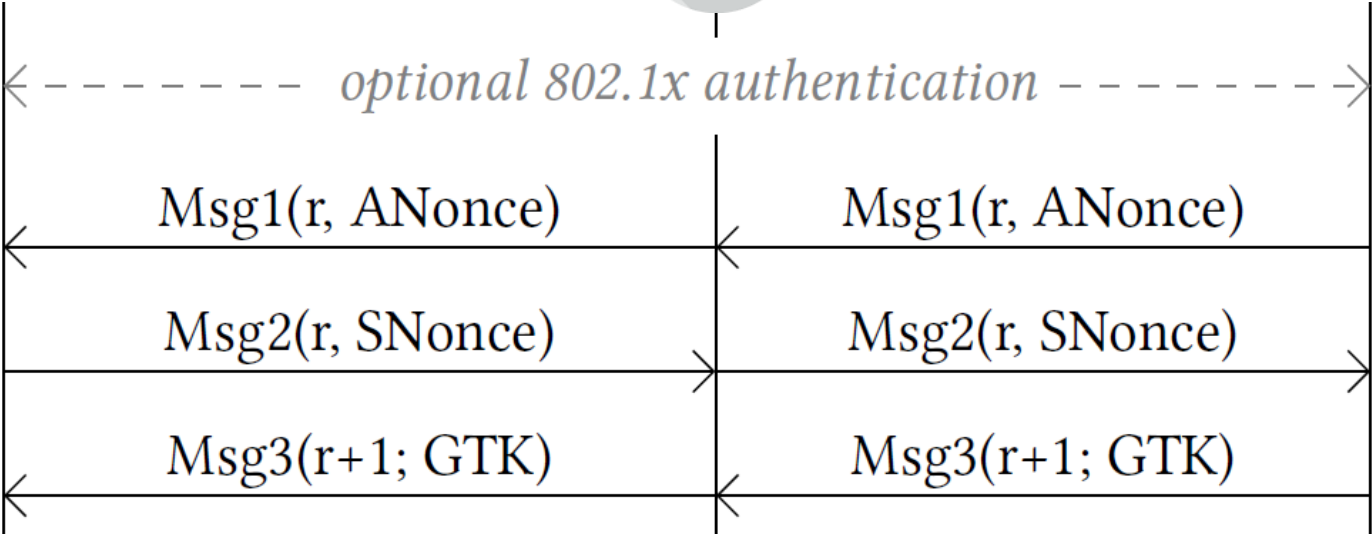 optional 802.1x authentication
Msg1(r, ANonce) Msg1(r, ANonce)
Msg2(r, SNonce) Msg2(r, SNonce)
Msg3(r+1; GTK) Msg3(r+1; GTK)